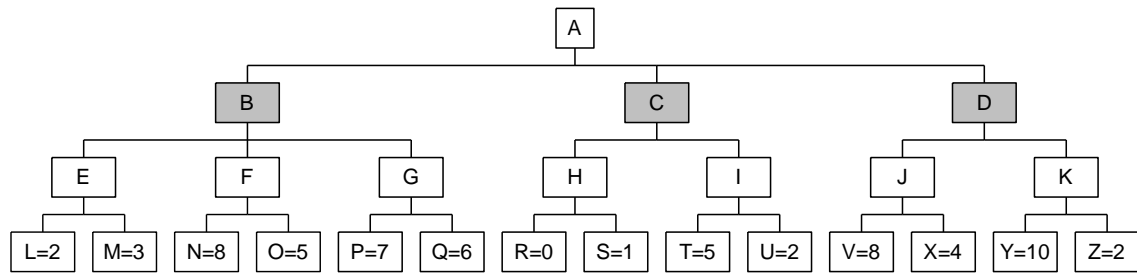 A
B C D
E F G H I J K
L=2 M=3 N=8 O=5 P=7 Q=6 R=0 S=1 T=5 U=2 V=8 X=4 Y=10 Z=2